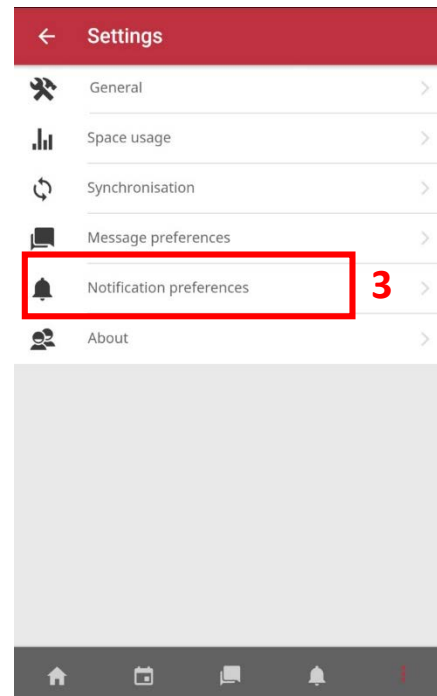 Settings
General
Space usage
Synchronisation
Message preferences
Notification preferences 3
About